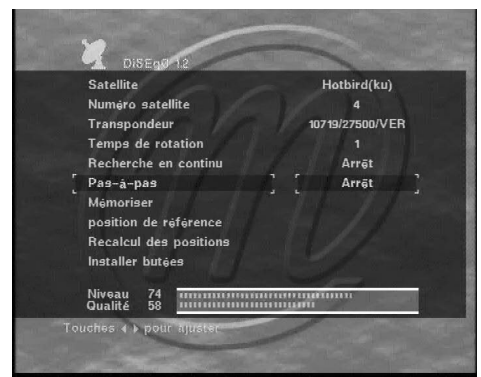 DiSEqC 1.2
Satellite Hotbird(ku)
Numéro satellite 4
Transpondeur 10719/27500/VER
Temps de rotation 1
Recherche en continu Arrêt
Pas-à-pas Arrêt
Mémoriser
position de référence
Recalcul des positions
Installer butées
Niveau 74
Qualité 58
Touches pour ajuster